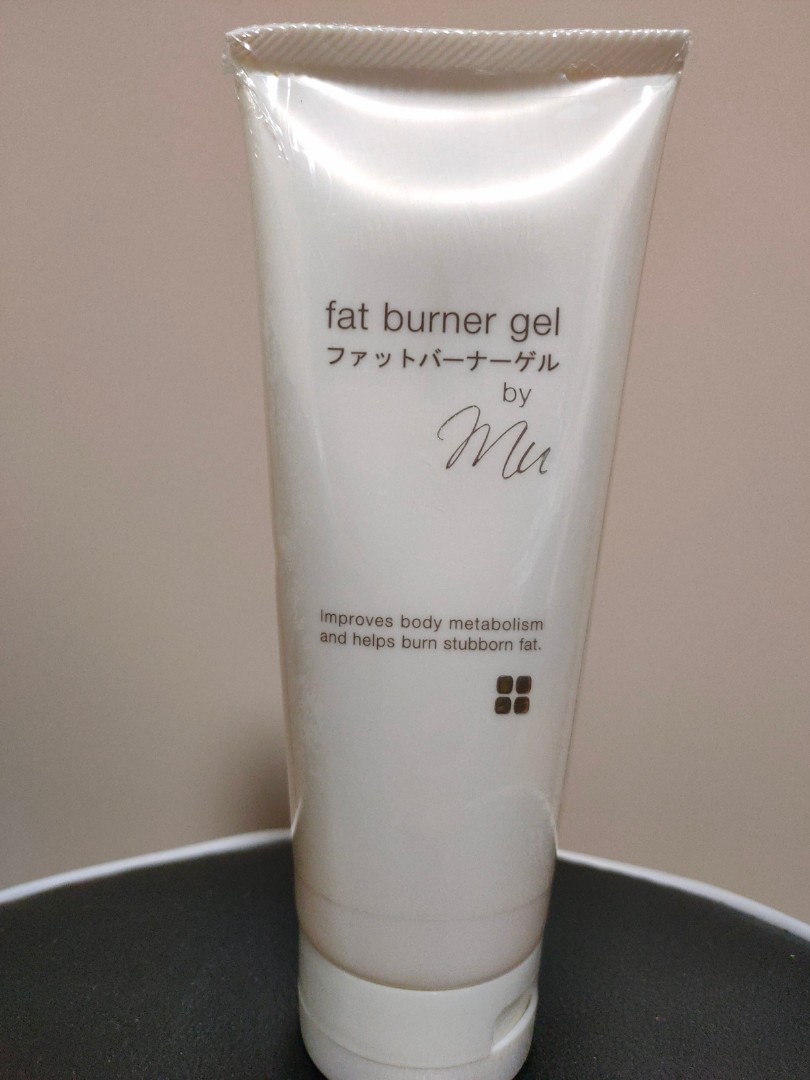 fat burner gel
ファットバーナーゲル
by
Mu
Improves body metabolism
and helps burn stubborn fat.